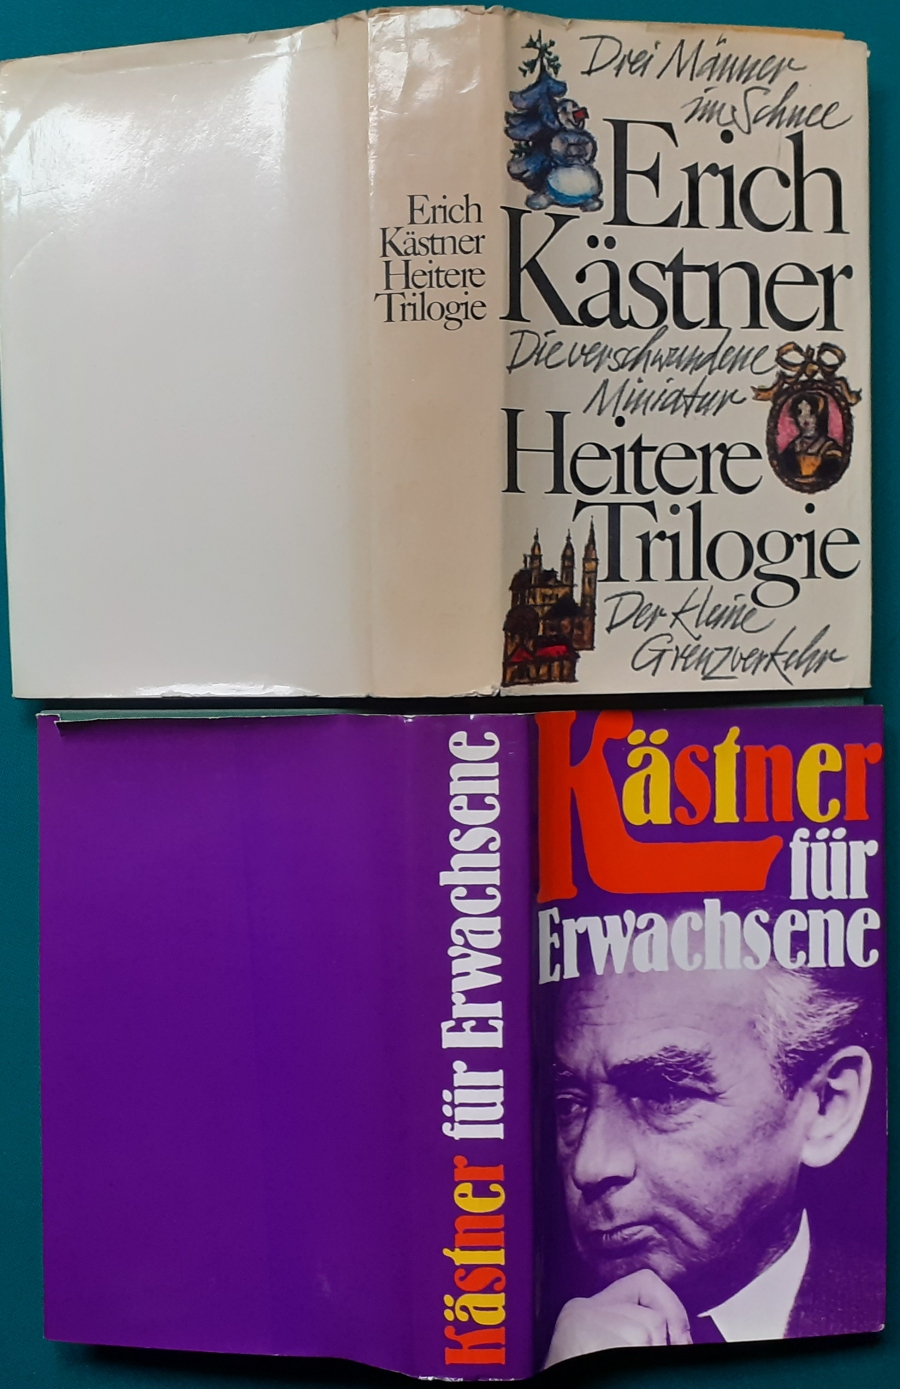 Erich
Kästner
Heitere
Trilogie
Drei Männer
im Schnee
Erich
Kästner
Die verschwundene
Miniatur
Heitere
Trilogie
Der kleine
Grenzverkehr
Kästner für Erwachsene
Kästner
für
Erwachsene